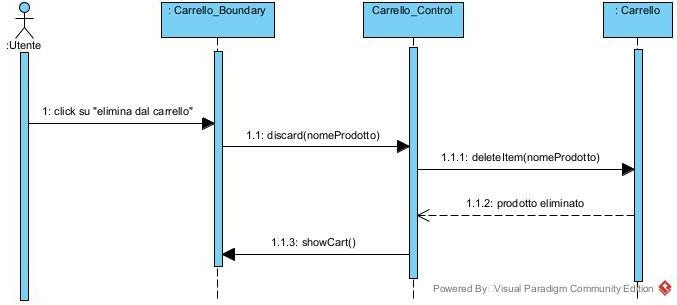 : Carrello_Boundary
Carrello_Control
: Carrello
:Utente
1: click su "elimina dal carrello"
1.1: discard(nomeProdotto)
1.1.1: deleteItem(nomeProdotto)
1.1.2: prodotto eliminato
1.1.3: showCart()
Powered By Visual Paradigm Community Edition